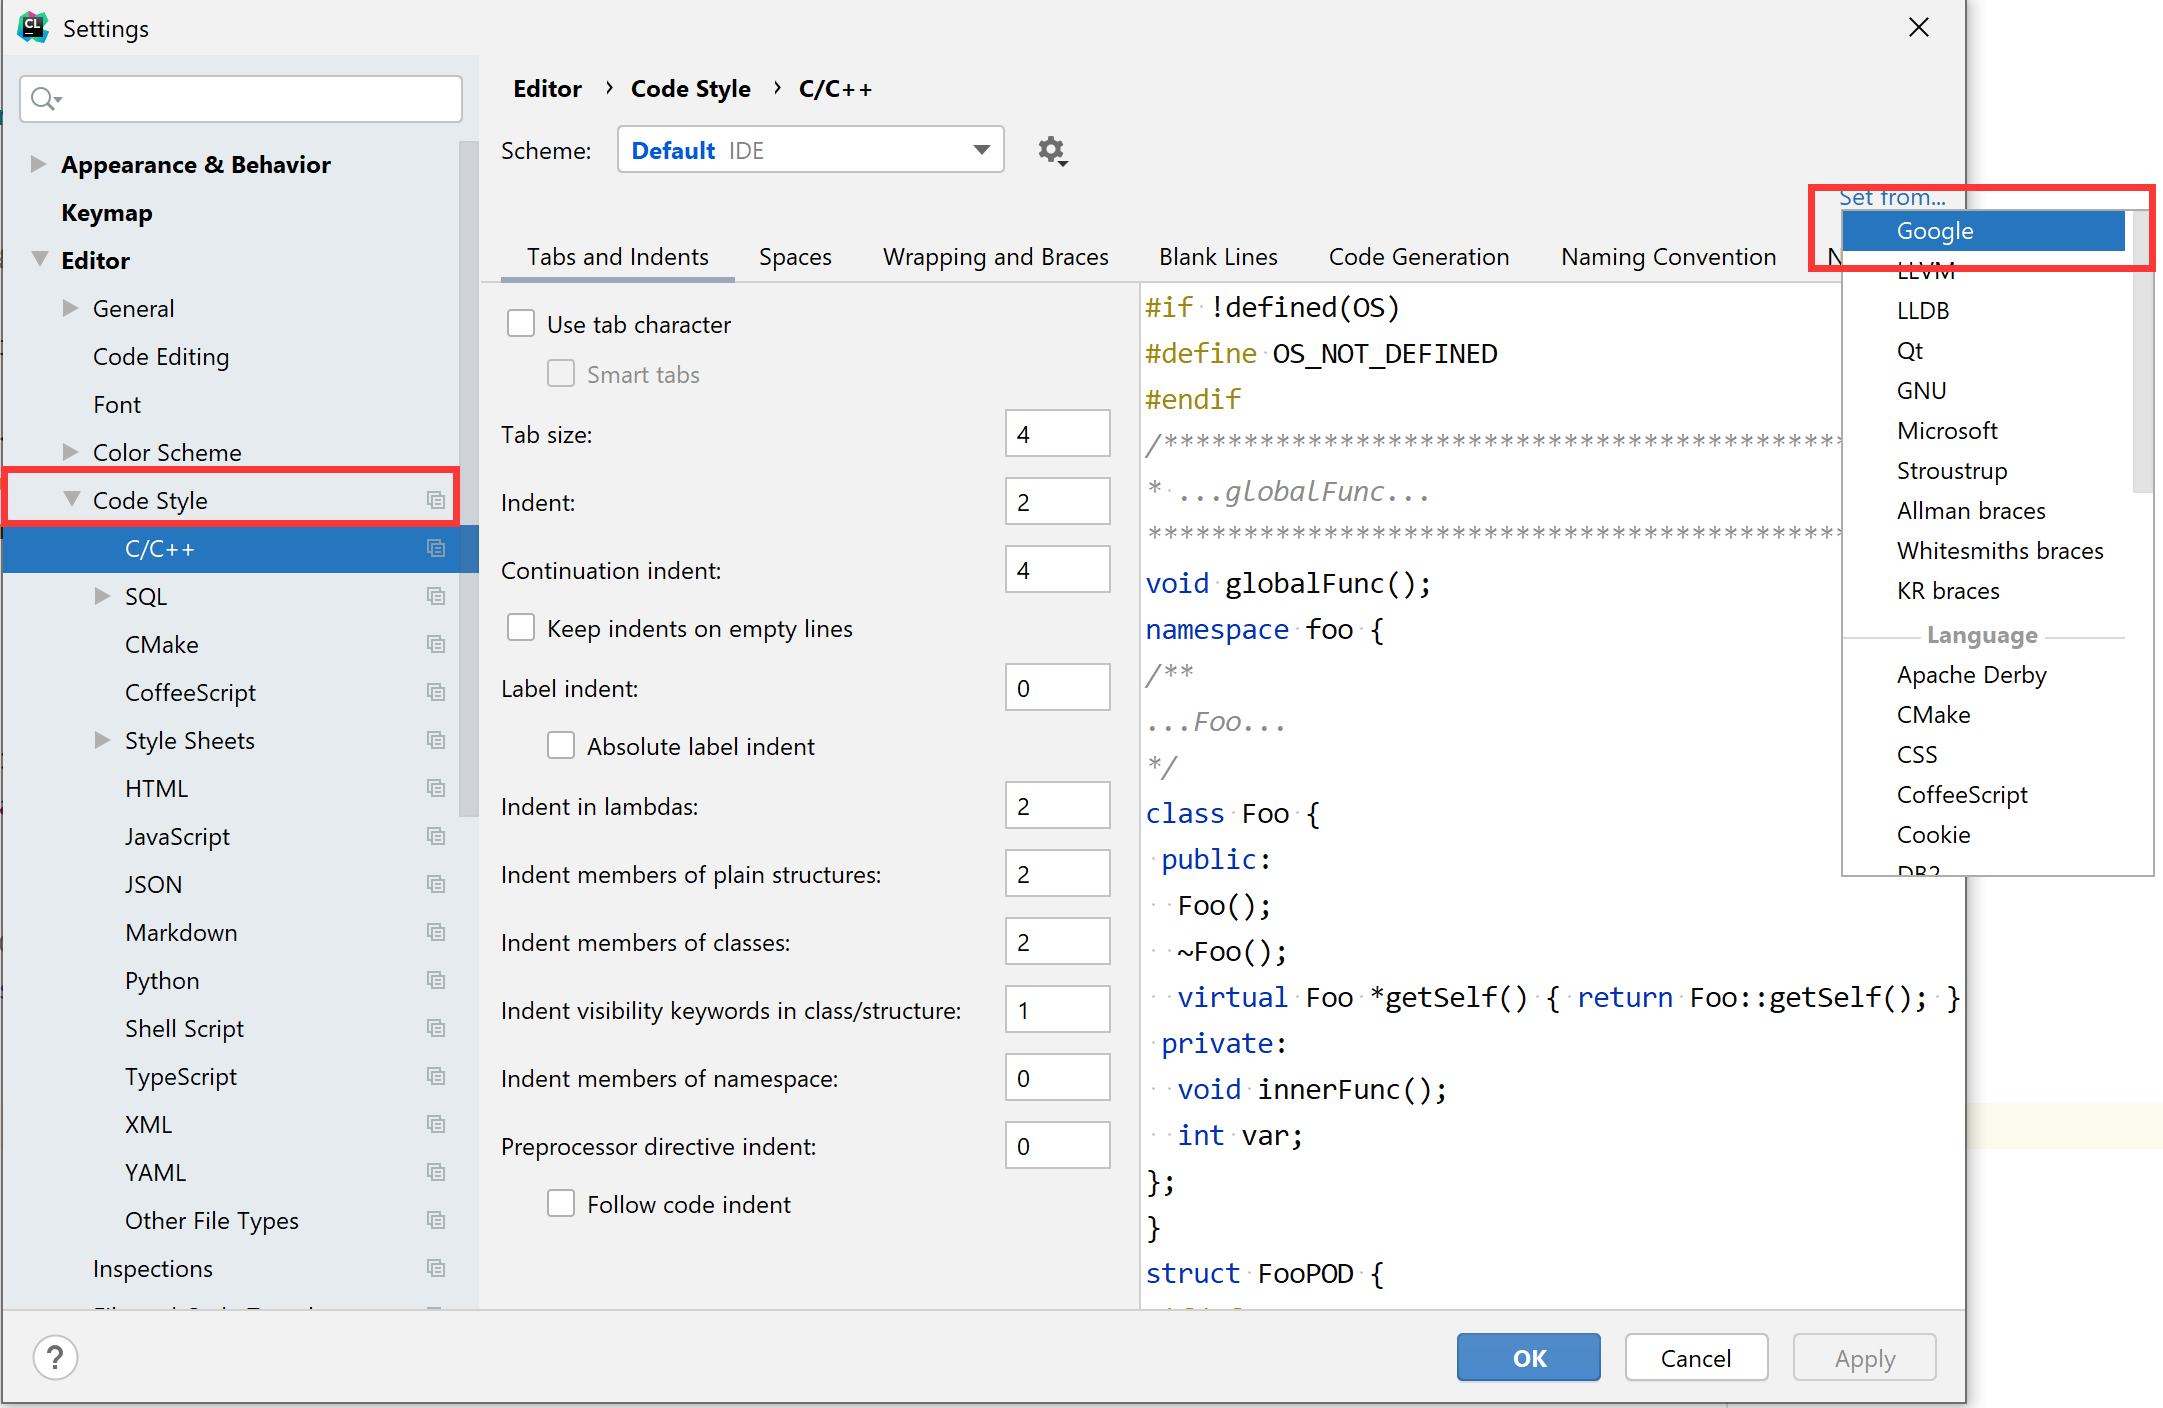 CL
Settings
Editor › Code Style › C/C++
Scheme: Default IDE
Set from...
Appearance & Behavior
Keymap
Editor
General
Code Editing
Font
Color Scheme
Code Style
C/C++
SQL
CMake
CoffeeScript
Style Sheets
HTML
JavaScript
JSON
Markdown
Python
Shell Script
TypeScript
XML
YAML
Other File Types
Inspections
Tabs and Indents Spaces Wrapping and Braces Blank Lines Code Generation Naming Convention
Use tab character
Smart tabs
Tab size: 4
Indent: 2
Continuation indent: 4
Keep indents on empty lines
Label indent: 0
Absolute label indent
Indent in lambdas: 2
Indent members of plain structures: 2
Indent members of classes: 2
Indent visibility keywords in class/structure: 1
Indent members of namespace: 0
Preprocessor directive indent: 0
Follow code indent
#if !defined(OS)
#define OS_NOT_DEFINED
#endif
/*******************************************
* ...globalFunc...
********************************************
void globalFunc();
namespace foo {
/**
...Foo...
*/
class Foo {
public:
Foo();
~Foo();
virtual Foo *getSelf() { return Foo::getSelf(); }
private:
void innerFunc();
int var;
};
}
struct FooPOD {
Google
LLVM
LLDB
Qt
GNU
Microsoft
Stroustrup
Allman braces
Whitesmiths braces
KR braces
Language
Apache Derby
CMake
CSS
CoffeeScript
Cookie
DB2
?
OK Cancel Apply